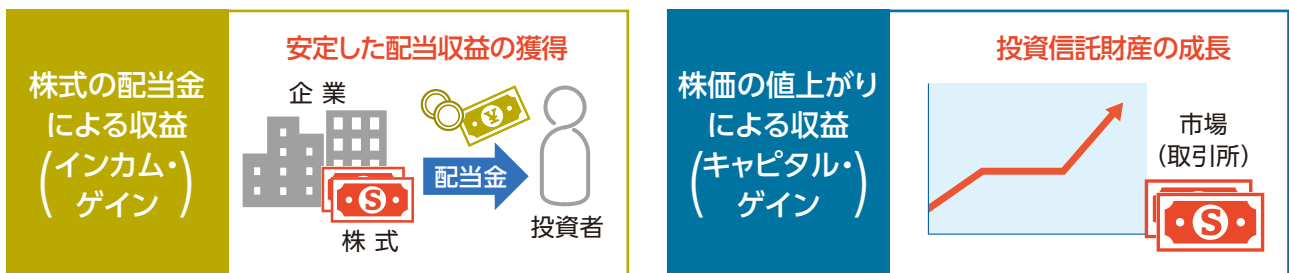 株式の配当金
による収益
(インカム・
ゲイン)
安定した配当収益の獲得
企業
¥
配当金
S
株式
投資者
株価の値上がり
による収益
(キャピタル・
ゲイン)
投資信託財産の成長
市場
(取引所)
S